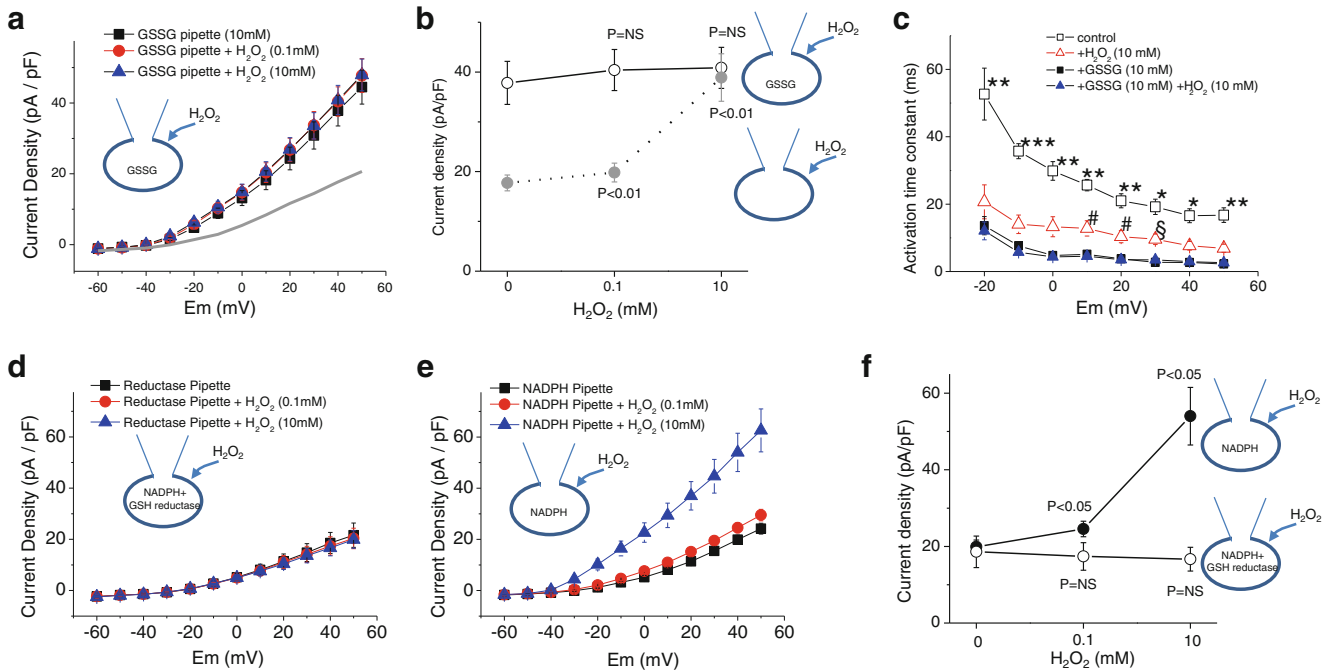 a
GSSG pipette (10mM)
GSSG pipette + H₂O₂ (0.1mM)
GSSG pipette + H₂O₂ (10mM)
Current Density (pA / pF)
40
20
0
H₂O₂
GSSG
-60 -40 -20 0 20 40 60
Em (mV)
b
Current density (pA/pF)
60
40
20
0
P=NS
P=NS
P<0.01
P<0.01
0 0.1 10
H₂O₂ (mM)
H₂O₂
GSSG
H₂O₂
c
control
+H₂O₂ (10 mM)
+GSSG (10 mM)
+GSSG (10 mM) +H₂O₂ (10 mM)
Activation time constant (ms)
60
40
20
0
** *** ** ** ** * * **
# # §
-20 0 20 40 60
Em (mV)
d
Reductase Pipette
Reductase Pipette + H₂O₂ (0.1mM)
Reductase Pipette + H₂O₂ (10mM)
Current Density (pA / pF)
60
40
20
0
H₂O₂
NADPH+
GSH reductase
-60 -40 -20 0 20 40 60
Em (mV)
e
NADPH Pipette
NADPH Pipette + H₂O₂ (0.1mM)
NADPH Pipette + H₂O₂ (10mM)
Current Density (pA / pF)
60
40
20
0
H₂O₂
NADPH
-60 -40 -20 0 20 40 60
Em (mV)
f
Current density (pA/pF)
80
60
40
20
0
P<0.05
P<0.05
P=NS
P=NS
0 0.1 10
H₂O₂ (mM)
H₂O₂
NADPH
H₂O₂
NADPH+
GSH reductase